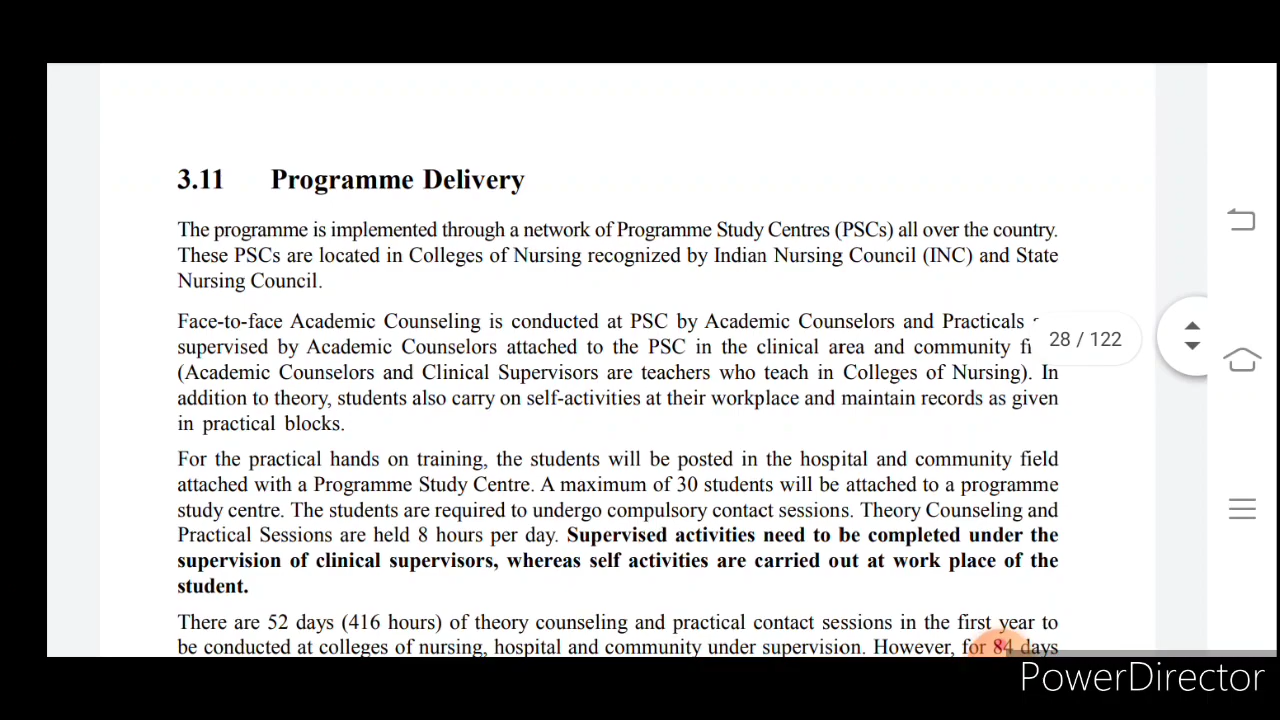 3.11 Programme Delivery
The programme is implemented through a network of Programme Study Centres (PSCs) all over the country.
These PSCs are located in Colleges of Nursing recognized by Indian Nursing Council (INC) and State
Nursing Council.
Face-to-face Academic Counseling is conducted at PSC by Academic Counselors and Practicals
supervised by Academic Counselors attached to the PSC in the clinical area and community
28 / 122
(Academic Counselors and Clinical Supervisors are teachers who teach in Colleges of Nursing). In
addition to theory, students also carry on self-activities at their workplace and maintain records as given
in practical blocks.
For the practical hands on training, the students will be posted in the hospital and community field
attached with a Programme Study Centre. A maximum of 30 students will be attached to a programme
study centre. The students are required to undergo compulsory contact sessions. Theory Counseling and
Practical Sessions are held 8 hours per day. Supervised activities need to be completed under the
supervision of clinical supervisors, whereas self activities are carried out at work place of the
student.
There are 52 days (416 hours) of theory counseling and practical contact sessions in the first year to
be conducted at colleges of nursing, hospital and community under supervision. However, for 84 days
PowerDirector